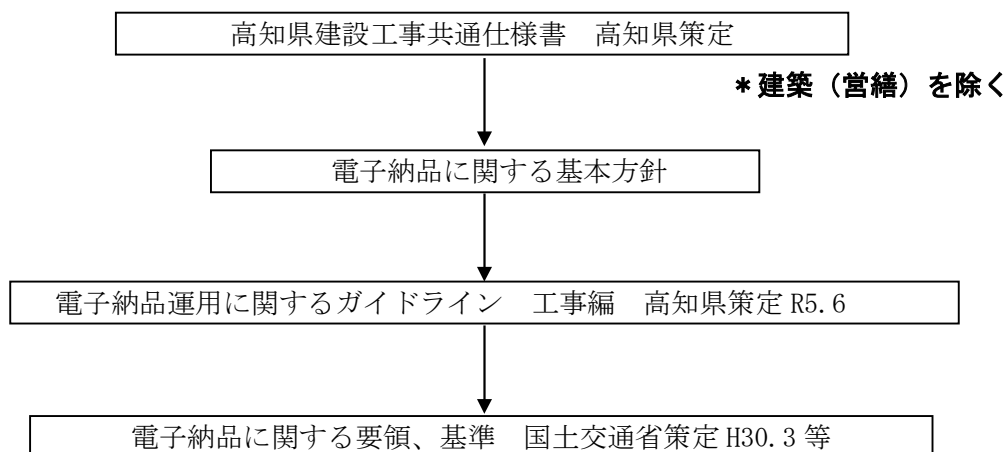 高知県建設工事共通仕様書　高知県策定
＊建築（営繕）を除く
電子納品に関する基本方針
電子納品運用に関するガイドライン　工事編　高知県策定 R5.6
電子納品に関する要領、基準　国土交通省策定 H30.3 等